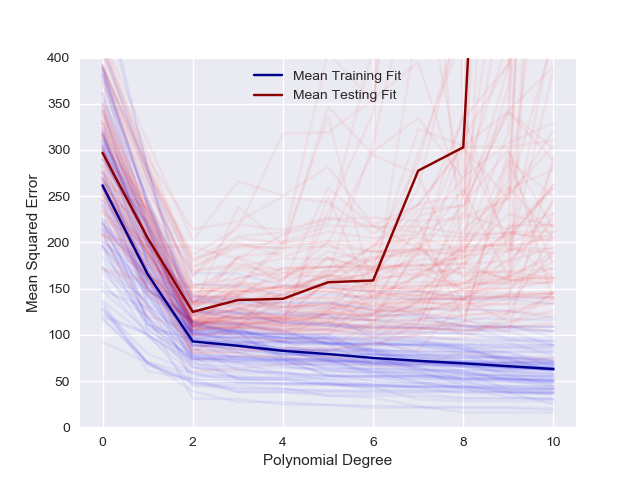 400
350
300
250
200
150
100
50
0
Mean Squared Error
Mean Training Fit
Mean Testing Fit
0 2 4 6 8 10
Polynomial Degree